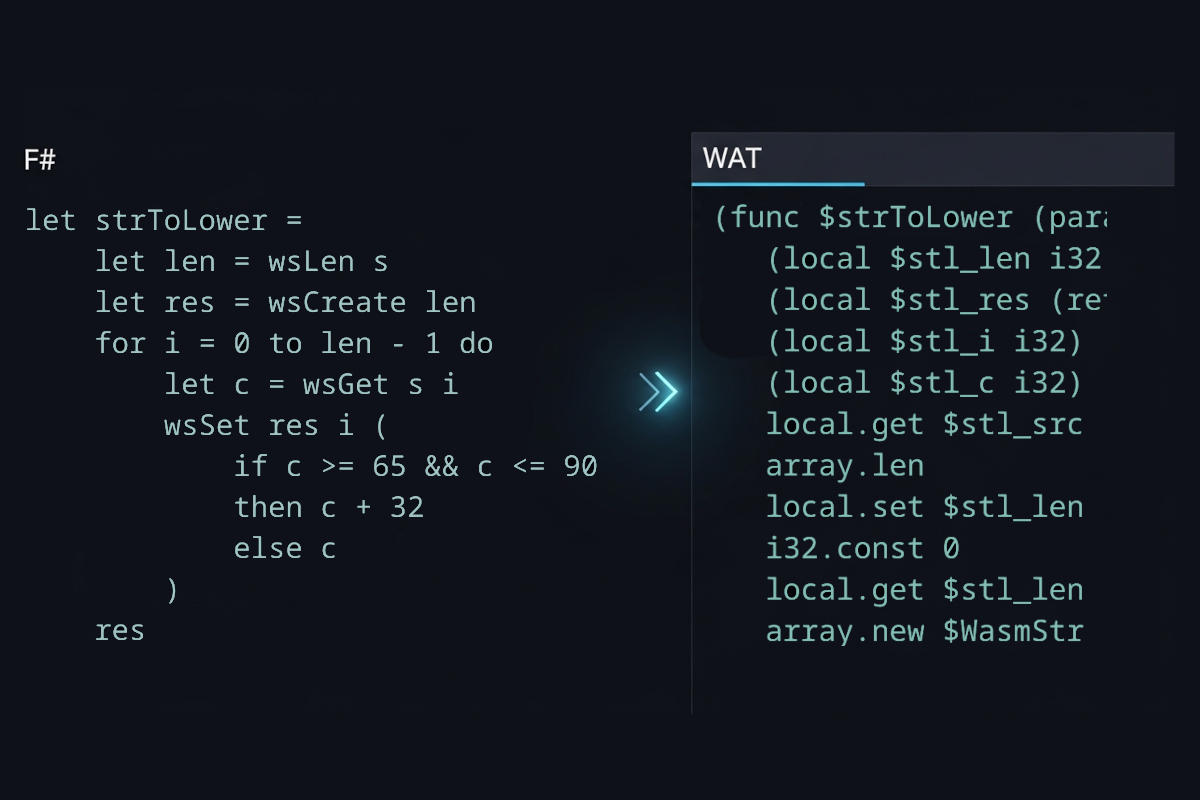 F#
let strToLower =
    let len = wsLen s
    let res = wsCreate len
    for i = 0 to len - 1 do
        let c = wsGet s i
        wsSet res i (
            if c >= 65 && c <= 90
            then c + 32
            else c
        )
    res
WAT
(func $strToLower (para
   (local $stl_len i32
   (local $stl_res (re
   (local $stl_i i32)
   (local $stl_c i32)
   local.get $stl_src
   array.len
   local.set $stl_len
   i32.const 0
   local.get $stl_len
   array.new $WasmStr